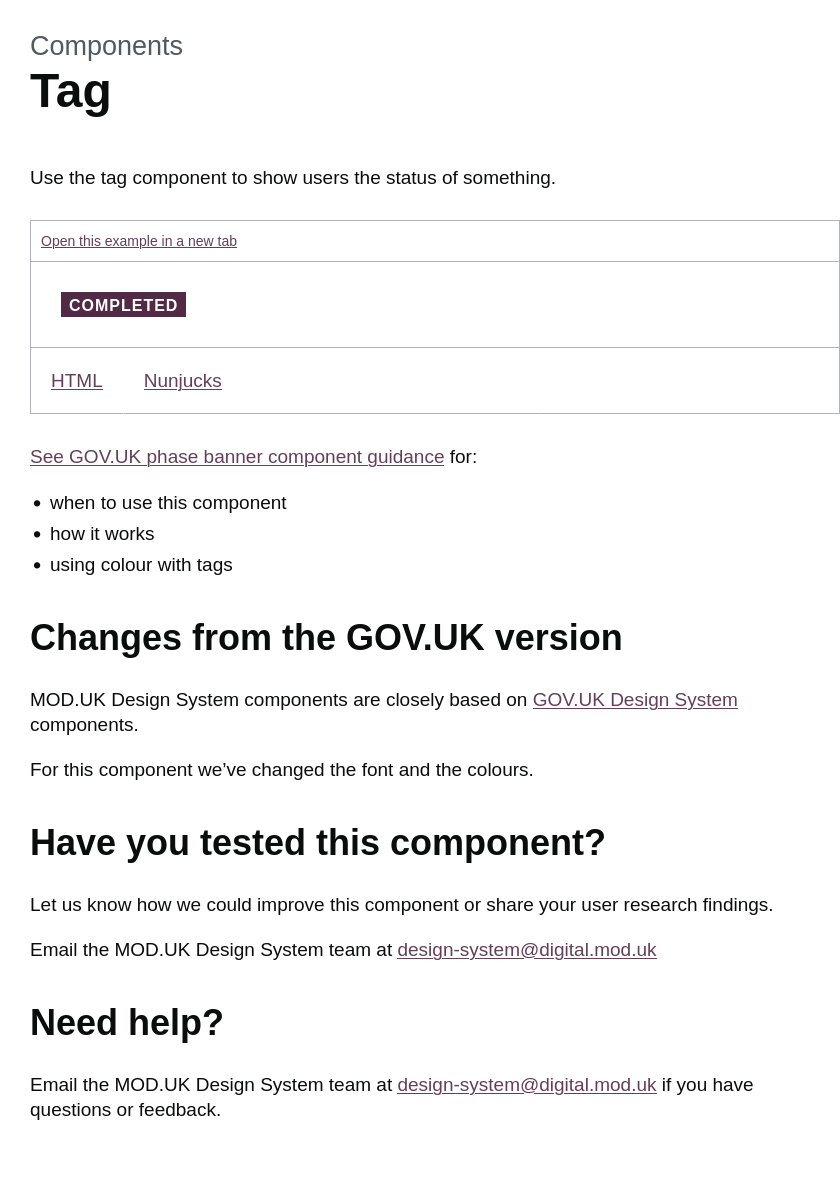 Components
Tag
Use the tag component to show users the status of something.
Open this example in a new tab
COMPLETED
HTML Nunjucks
See GOV.UK phase banner component guidance for:
• when to use this component
• how it works
• using colour with tags
Changes from the GOV.UK version
MOD.UK Design System components are closely based on GOV.UK Design System
components.
For this component we’ve changed the font and the colours.
Have you tested this component?
Let us know how we could improve this component or share your user research findings.
Email the MOD.UK Design System team at design-system@digital.mod.uk
Need help?
Email the MOD.UK Design System team at design-system@digital.mod.uk if you have
questions or feedback.